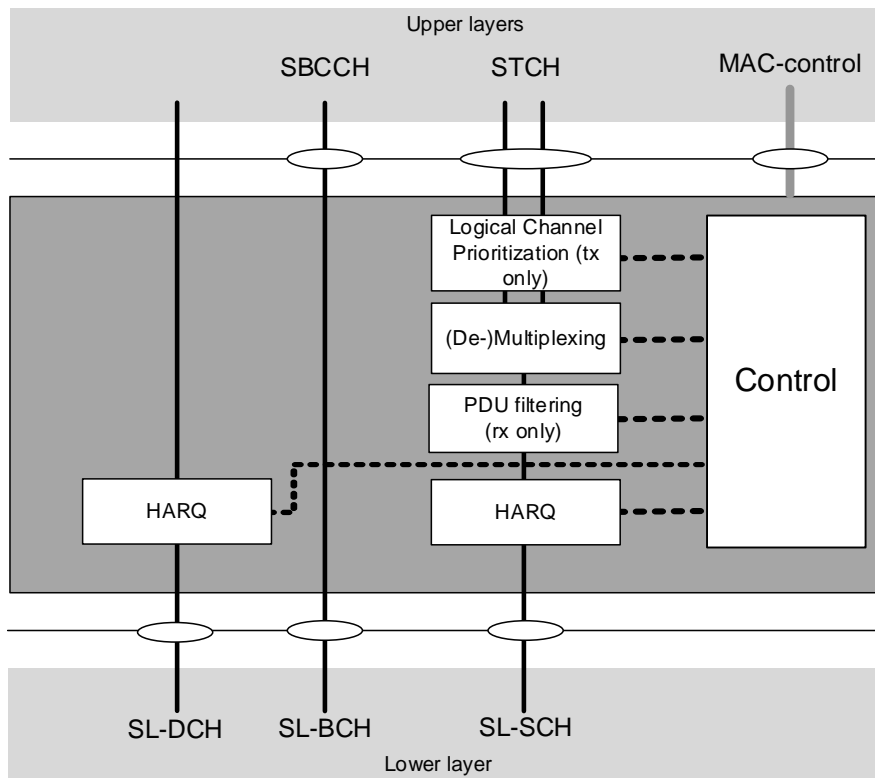 Upper layers
SBCCH
STCH
MAC-control
Logical Channel
Prioritization (tx
only)
(De-)Multiplexing
Control
PDU filtering
(rx only)
HARQ
HARQ
SL-DCH
SL-BCH
SL-SCH
Lower layer